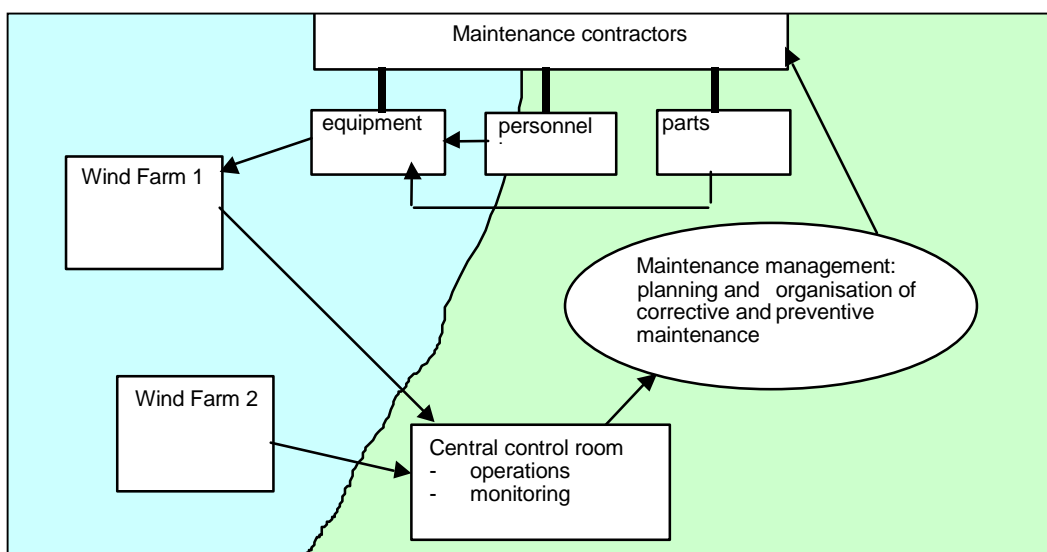 Maintenance contractors
equipment
personnel
parts
Wind Farm 1
Maintenance management:
planning and organisation of
corrective and preventive
maintenance
Wind Farm 2
Central control room
- operations
- monitoring